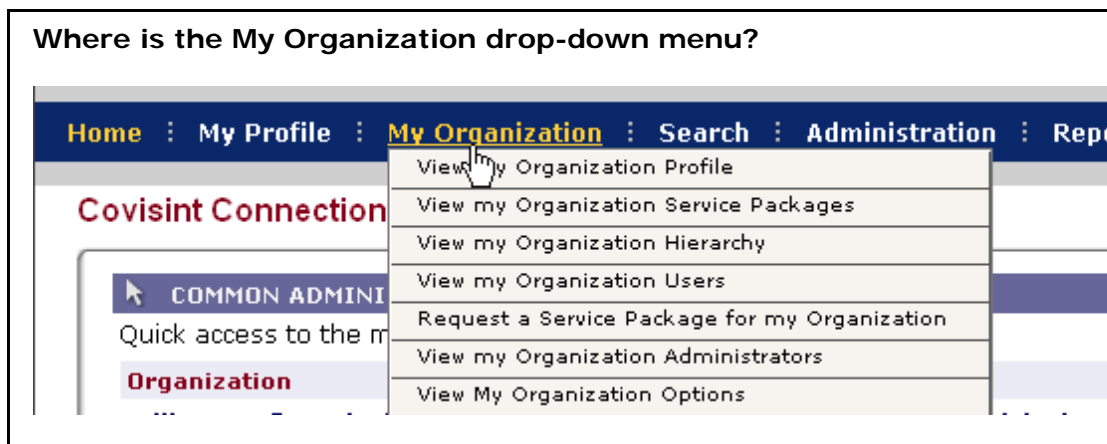 Where is the My Organization drop-down menu?
Home ⋮ My Profile ⋮ My Organization ⋮ Search ⋮ Administration ⋮
View my Organization Profile
Covisint Connection
View my Organization Service Packages
View my Organization Hierarchy
View my Organization Users
COMMON ADMINI
Request a Service Package for my Organization
Quick access to the m
View my Organization Administrators
Organization
View My Organization Options